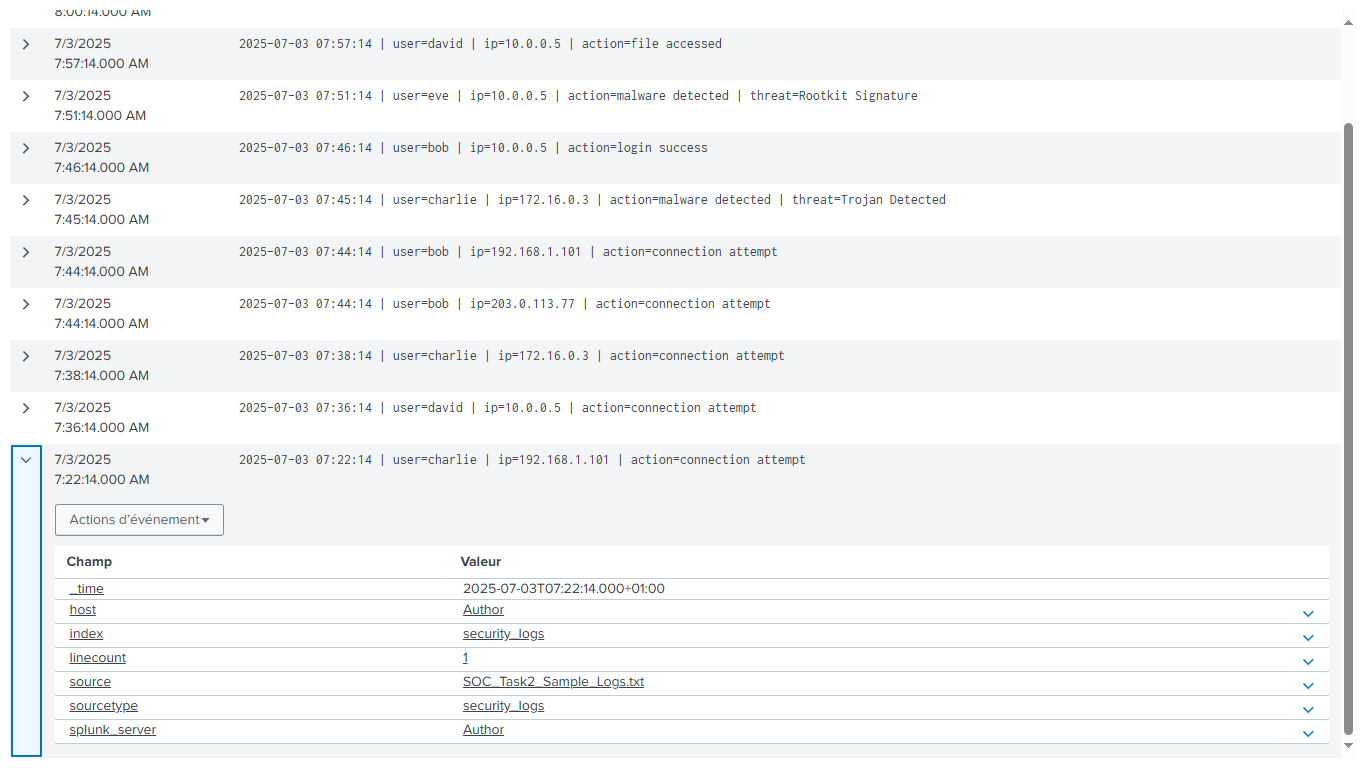 8:00:14.000 AM
7/3/2025 2025-07-03 07:57:14 | user=david | ip=10.0.0.5 | action=file accessed
7:57:14.000 AM
7/3/2025 2025-07-03 07:51:14 | user=eve | ip=10.0.0.5 | action=malware detected | threat=Rootkit Signature
7:51:14.000 AM
7/3/2025 2025-07-03 07:46:14 | user=bob | ip=10.0.0.5 | action=login success
7:46:14.000 AM
7/3/2025 2025-07-03 07:45:14 | user=charlie | ip=172.16.0.3 | action=malware detected | threat=Trojan Detected
7:45:14.000 AM
7/3/2025 2025-07-03 07:44:14 | user=bob | ip=192.168.1.101 | action=connection attempt
7:44:14.000 AM
7/3/2025 2025-07-03 07:44:14 | user=bob | ip=203.0.113.77 | action=connection attempt
7:44:14.000 AM
7/3/2025 2025-07-03 07:38:14 | user=charlie | ip=172.16.0.3 | action=connection attempt
7:38:14.000 AM
7/3/2025 2025-07-03 07:36:14 | user=david | ip=10.0.0.5 | action=connection attempt
7:36:14.000 AM
7/3/2025 2025-07-03 07:22:14 | user=charlie | ip=192.168.1.101 | action=connection attempt
7:22:14.000 AM
Actions d'événement
Champ Valeur
_time 2025-07-03T07:22:14.000+01:00
host Author
index security_logs
linecount 1
source SOC_Task2_Sample_Logs.txt
sourcetype security_logs
splunk_server Author